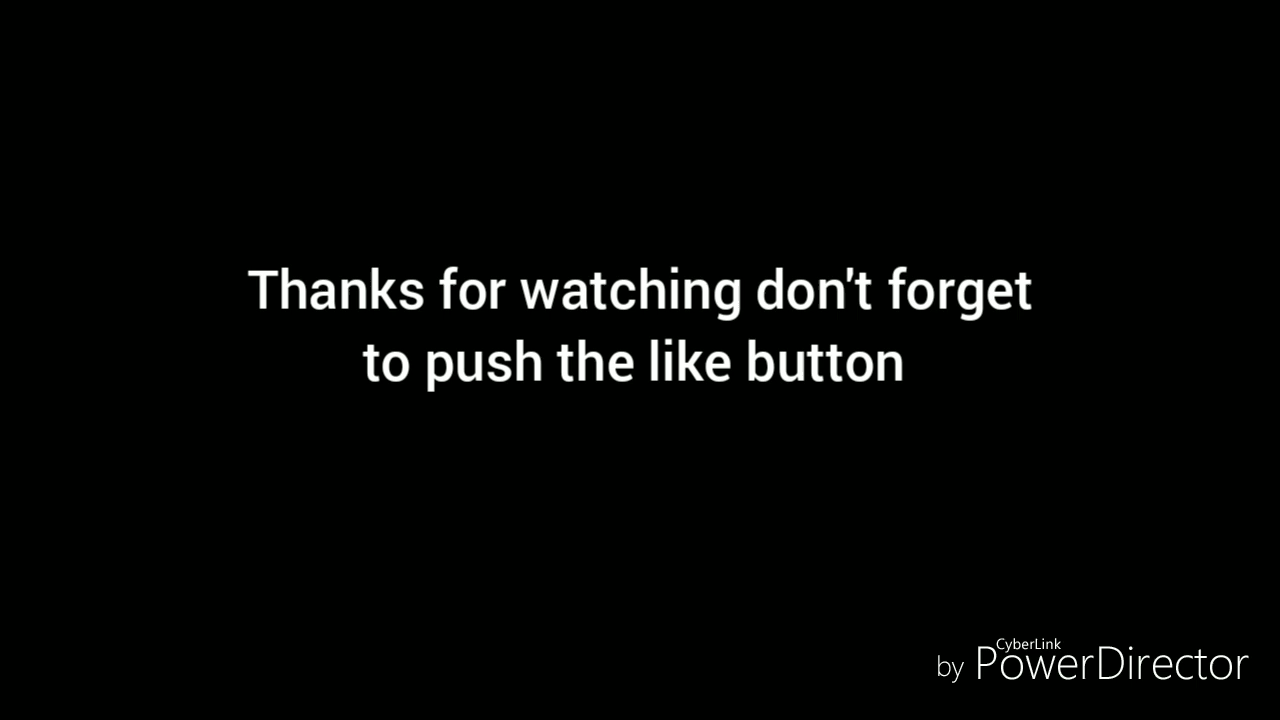 Thanks for watching don't forget
to push the like button
CyberLink
by PowerDirector